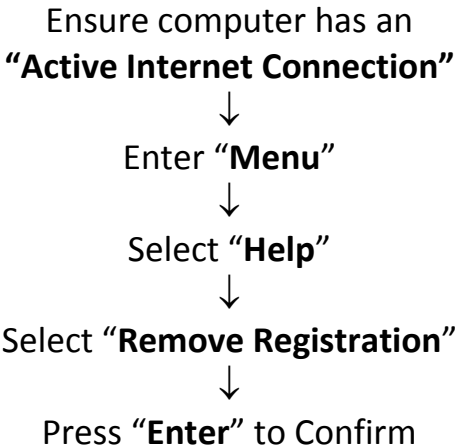 Ensure computer has an
“Active Internet Connection”
↓
Enter “Menu”
↓
Select “Help”
↓
Select “Remove Registration”
↓
Press “Enter” to Confirm